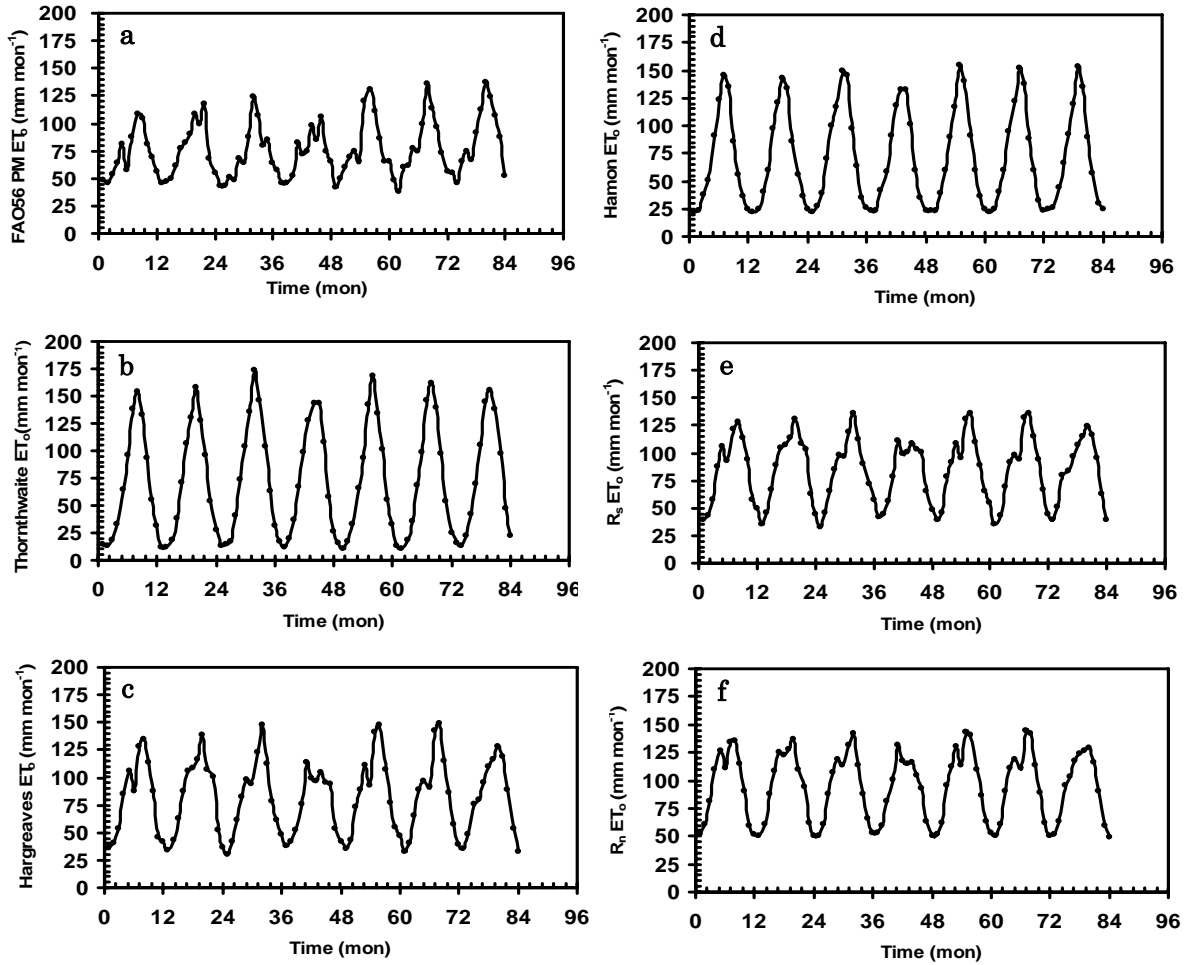 a
FAO56 PM ETo (mm mon-1)
200
175
150
125
100
75
50
25
0
0 12 24 36 48 60 72 84 96
Time (mon)
d
Hamon ETo (mm mon-1)
200
175
150
125
100
75
50
25
0
0 12 24 36 48 60 72 84 96
Time (mon)
b
Thornthwaite ETo(mm mon-1)
200
175
150
125
100
75
50
25
0
0 12 24 36 48 60 72 84 96
Time (mon)
e
Rs ETo (mm mon-1)
200
175
150
125
100
75
50
25
0
0 12 24 36 48 60 72 84 96
Time (mon)
c
Hargreaves ETo (mm mon-1)
200
175
150
125
100
75
50
25
0
0 12 24 36 48 60 72 84 96
Time (mon)
f
Rn ETo (mm mon-1)
200
175
150
125
100
75
50
25
0
0 12 24 36 48 60 72 84 96
Time (mon)